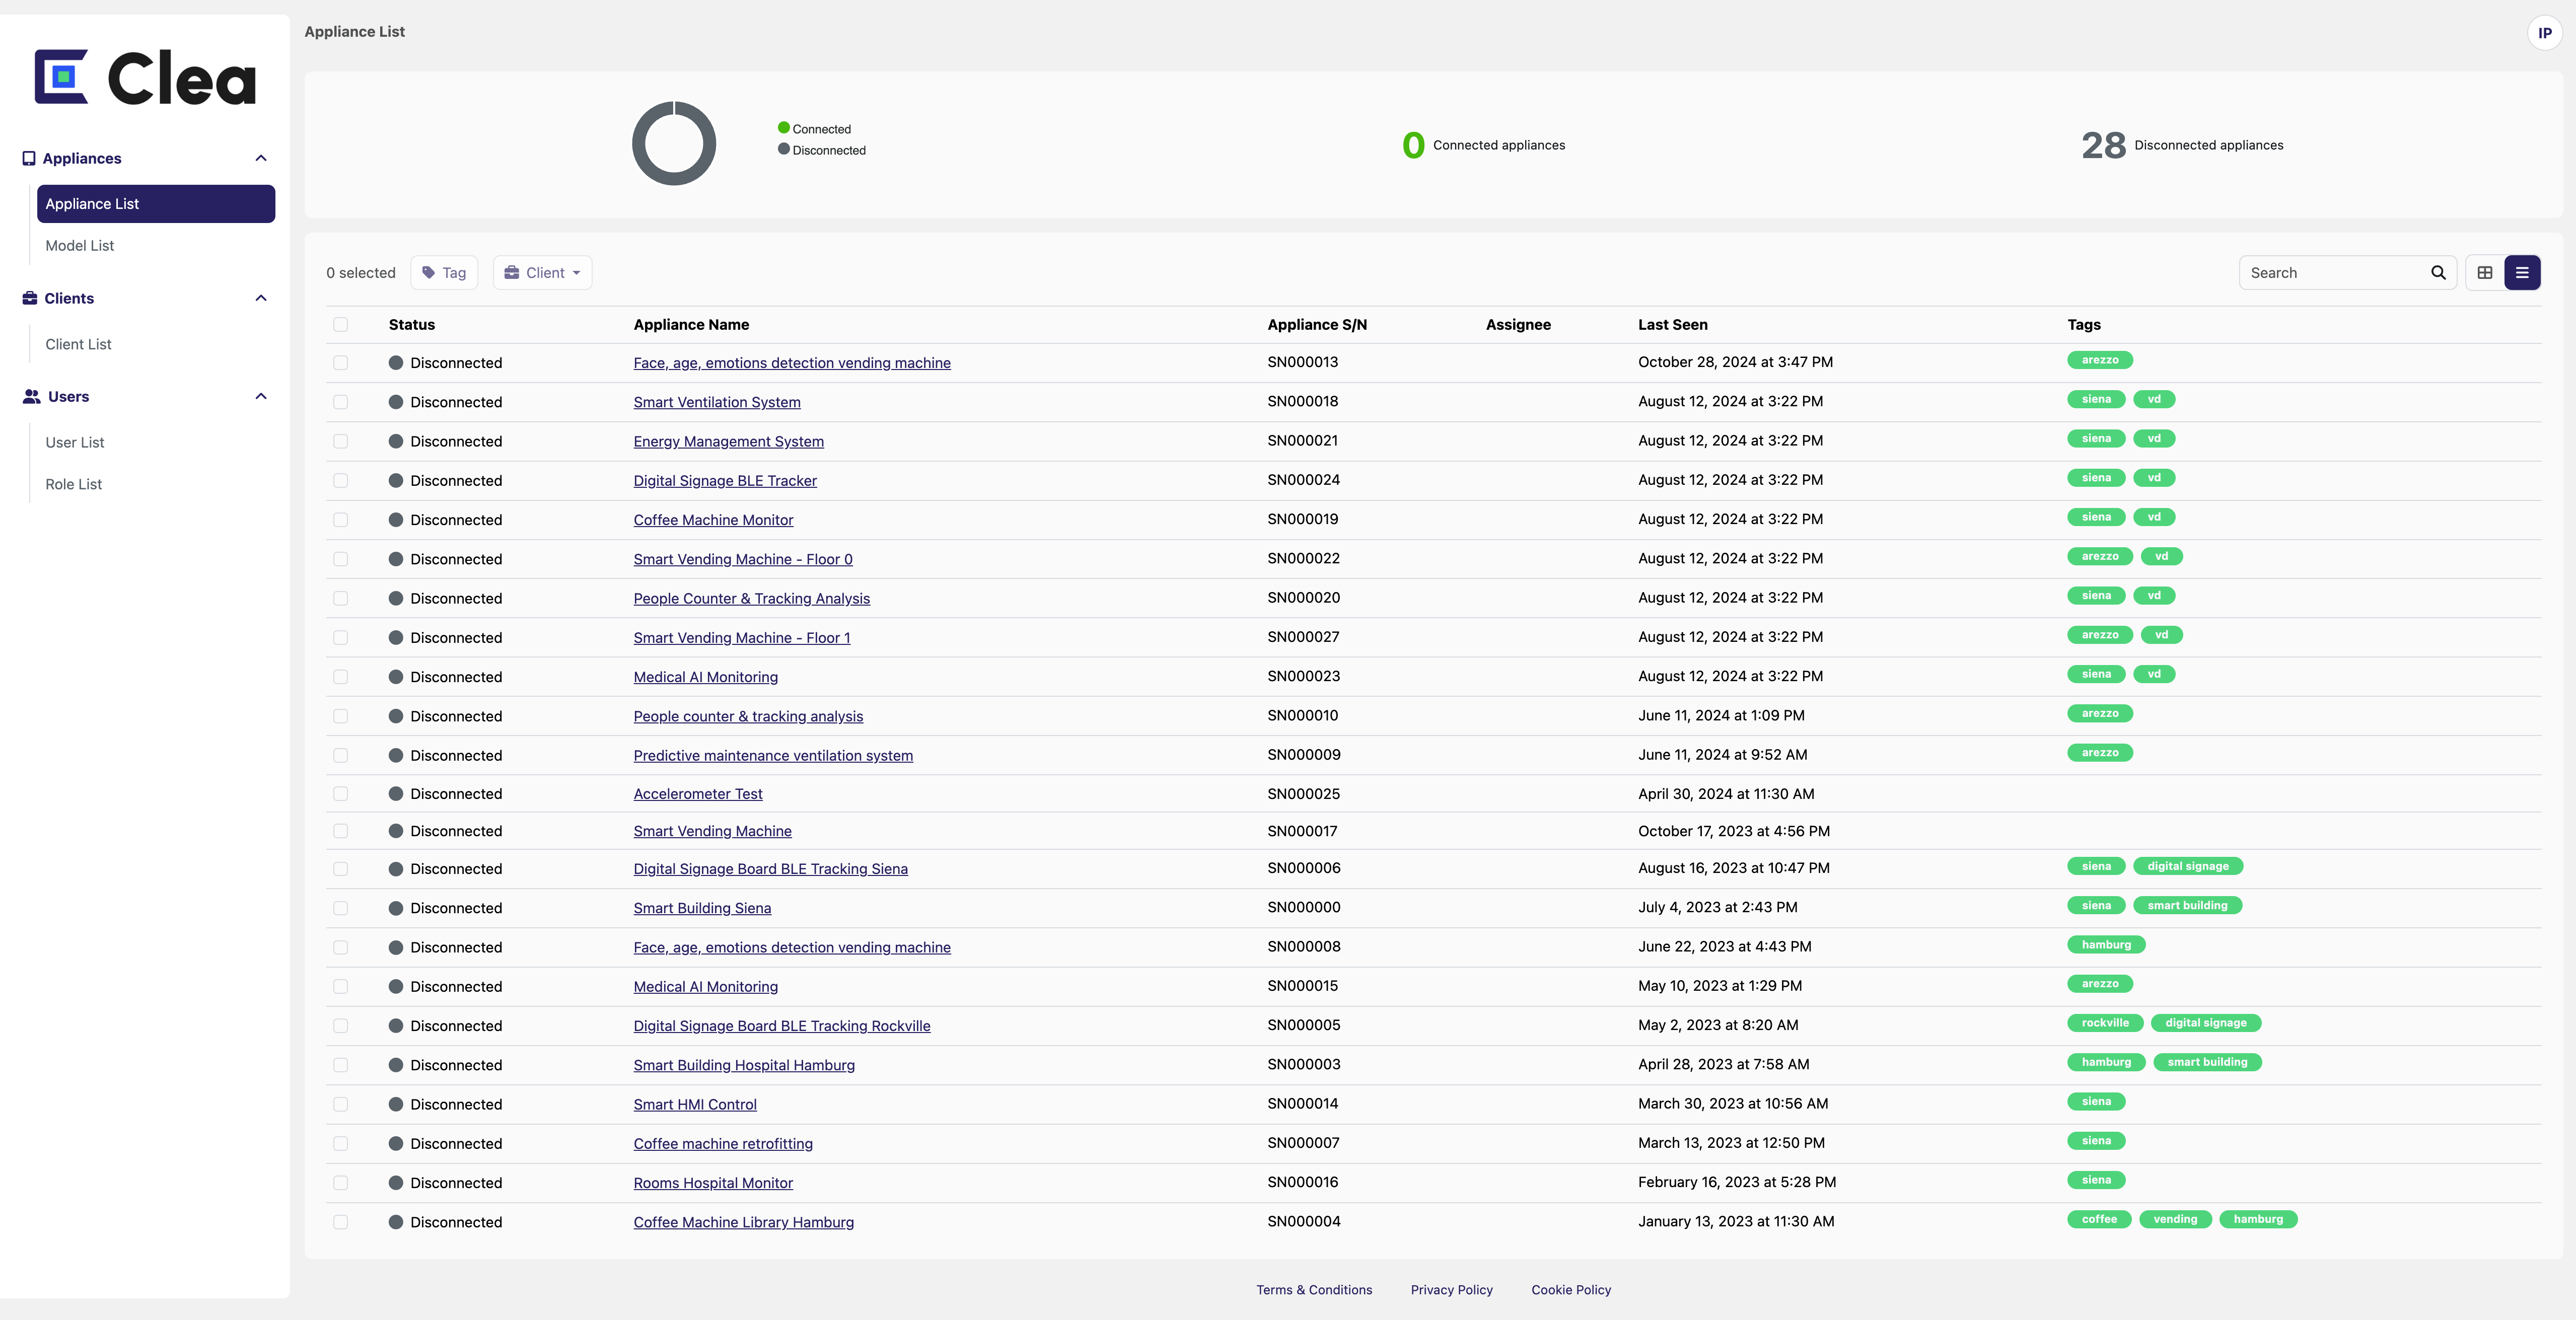 Clea
Appliances
Appliance List
Model List
Clients
Client List
Users
User List
Role List
Appliance List
IP
Connected
Disconnected
0 Connected appliances
28 Disconnected appliances
0 selected Tag Client Search
Status Appliance Name Appliance S/N Assignee Last Seen Tags
Disconnected Face, age, emotions detection vending machine SN000013 October 28, 2024 at 3:47 PM arezzo
Disconnected Smart Ventilation System SN000018 August 12, 2024 at 3:22 PM siena vd
Disconnected Energy Management System SN000021 August 12, 2024 at 3:22 PM siena vd
Disconnected Digital Signage BLE Tracker SN000024 August 12, 2024 at 3:22 PM siena vd
Disconnected Coffee Machine Monitor SN000019 August 12, 2024 at 3:22 PM siena vd
Disconnected Smart Vending Machine - Floor 0 SN000022 August 12, 2024 at 3:22 PM arezzo vd
Disconnected People Counter & Tracking Analysis SN000020 August 12, 2024 at 3:22 PM siena vd
Disconnected Smart Vending Machine - Floor 1 SN000027 August 12, 2024 at 3:22 PM arezzo vd
Disconnected Medical AI Monitoring SN000023 August 12, 2024 at 3:22 PM siena vd
Disconnected People counter & tracking analysis SN000010 June 11, 2024 at 1:09 PM arezzo
Disconnected Predictive maintenance ventilation system SN000009 June 11, 2024 at 9:52 AM arezzo
Disconnected Accelerometer Test SN000025 April 30, 2024 at 11:30 AM
Disconnected Smart Vending Machine SN000017 October 17, 2023 at 4:56 PM
Disconnected Digital Signage Board BLE Tracking Siena SN000006 August 16, 2023 at 10:47 PM siena digital signage
Disconnected Smart Building Siena SN000000 July 4, 2023 at 2:43 PM siena smart building
Disconnected Face, age, emotions detection vending machine SN000008 June 22, 2023 at 4:43 PM hamburg
Disconnected Medical AI Monitoring SN000015 May 10, 2023 at 1:29 PM arezzo
Disconnected Digital Signage Board BLE Tracking Rockville SN000005 May 2, 2023 at 8:20 AM rockville digital signage
Disconnected Smart Building Hospital Hamburg SN000003 April 28, 2023 at 7:58 AM hamburg smart building
Disconnected Smart HMI Control SN000014 March 30, 2023 at 10:56 AM siena
Disconnected Coffee machine retrofitting SN000007 March 13, 2023 at 12:50 PM siena
Disconnected Rooms Hospital Monitor SN000016 February 16, 2023 at 5:28 PM siena
Disconnected Coffee Machine Library Hamburg SN000004 January 13, 2023 at 11:30 AM coffee vending hamburg
Terms & Conditions Privacy Policy Cookie Policy